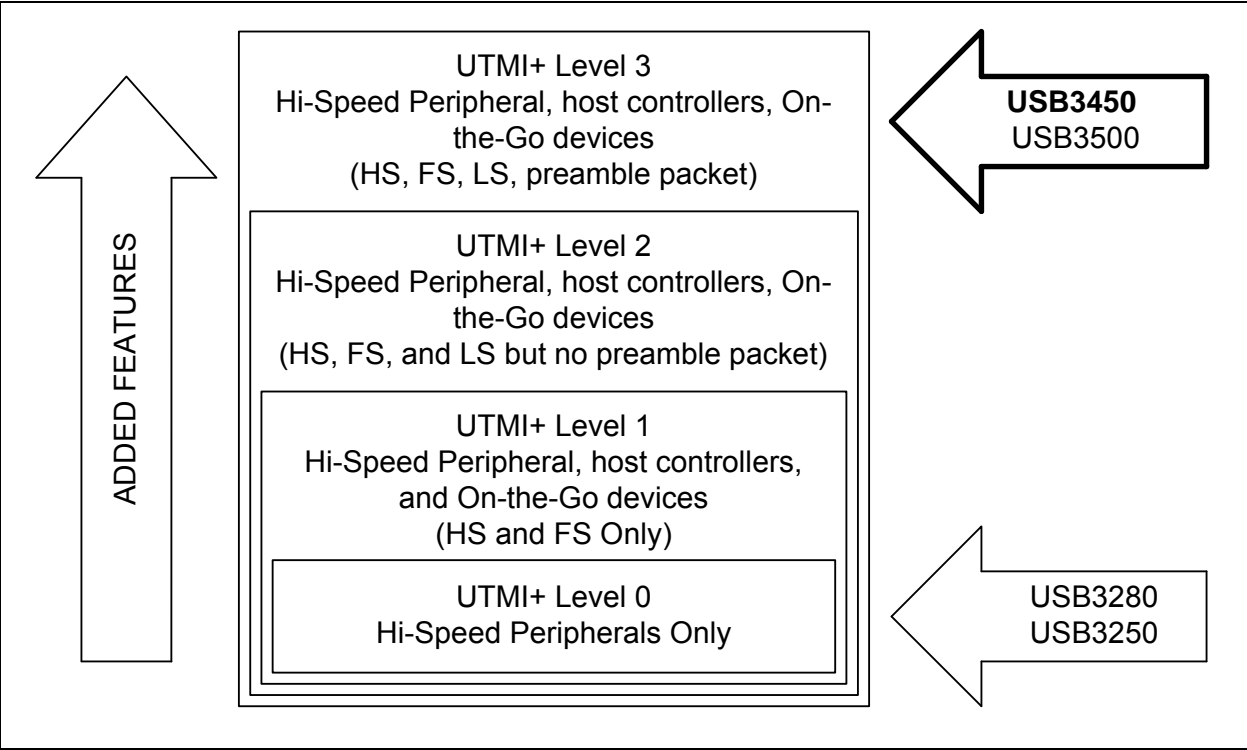 UTMI+ Level 3
Hi-Speed Peripheral, host controllers, On-
the-Go devices
(HS, FS, LS, preamble packet)
USB3450
USB3500
ADDED FEATURES
UTMI+ Level 2
Hi-Speed Peripheral, host controllers, On-
the-Go devices
(HS, FS, and LS but no preamble packet)
UTMI+ Level 1
Hi-Speed Peripheral, host controllers,
and On-the-Go devices
(HS and FS Only)
UTMI+ Level 0
Hi-Speed Peripherals Only
USB3280
USB3250